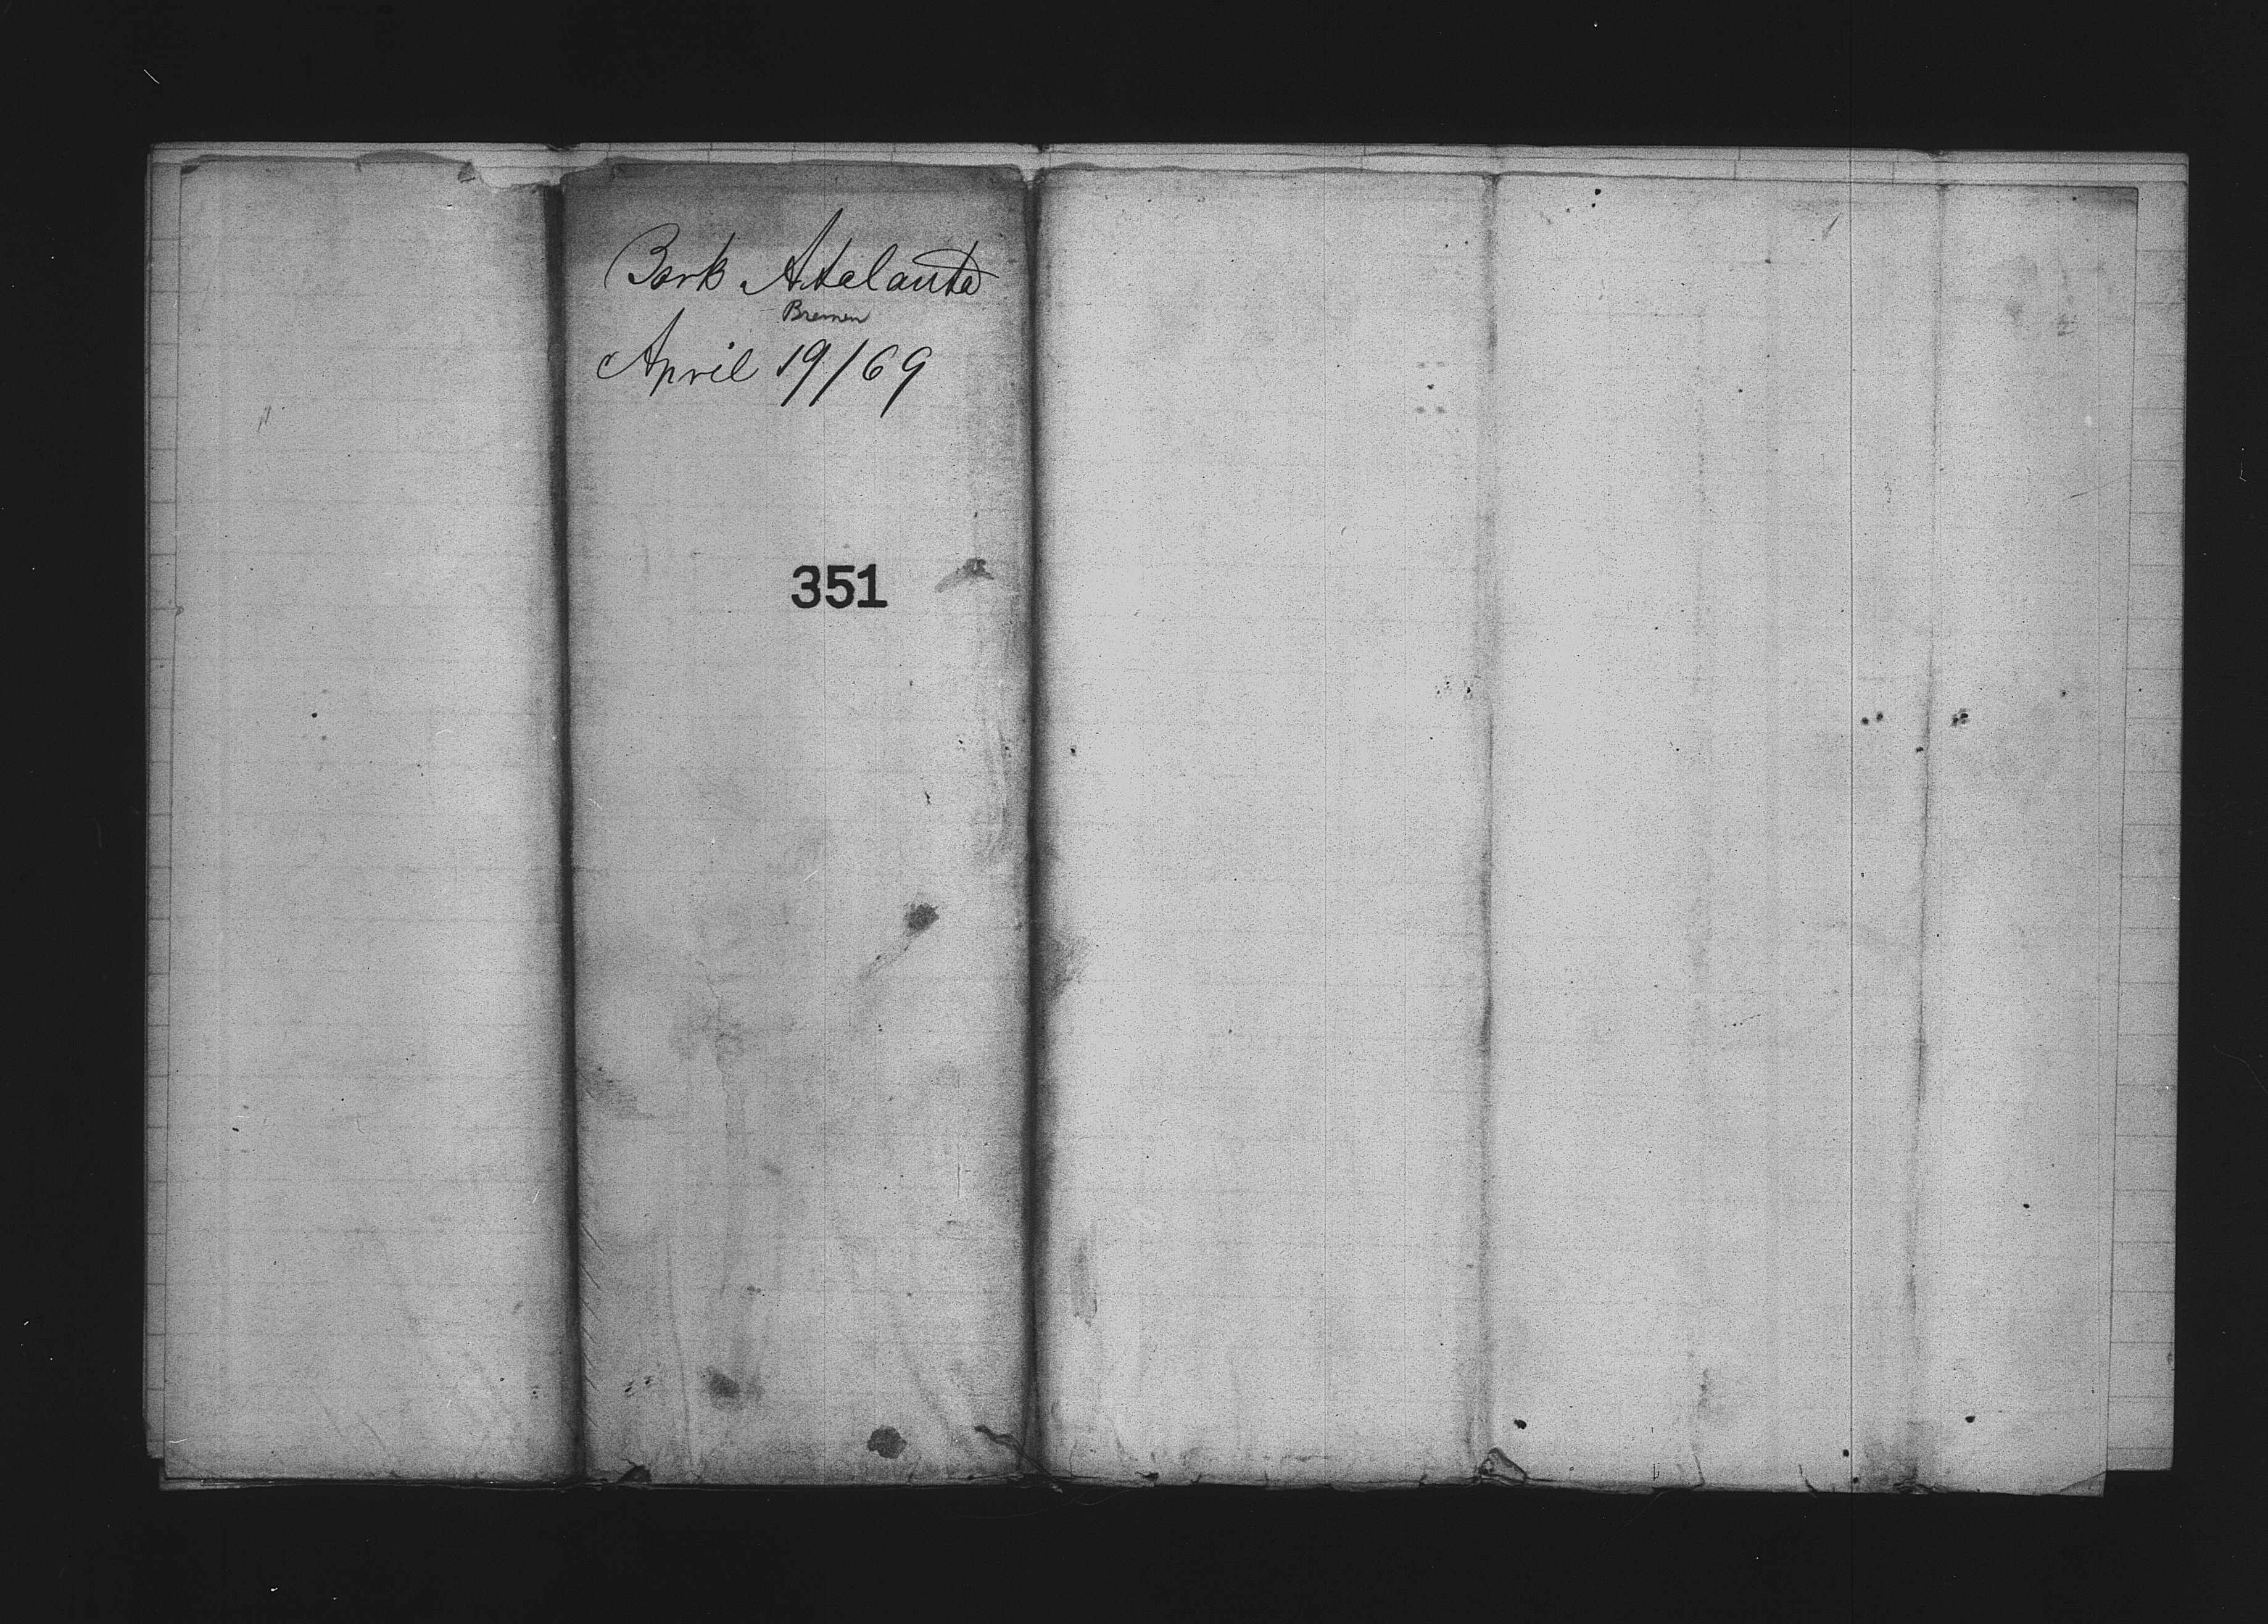 Bark Atalanta
Bremen
April 19/69
351